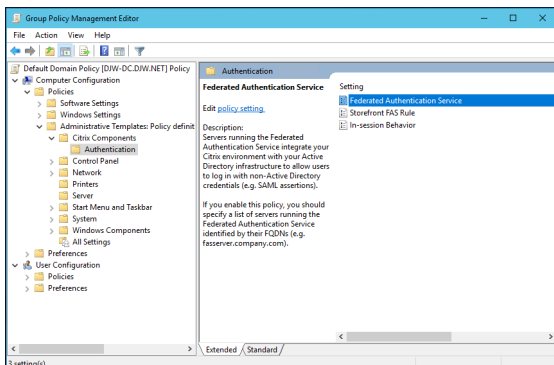 Group Policy Management Editor
File Action View Help
Default Domain Policy [DJW-DC.DJW.NET] Policy
Computer Configuration
Policies
Software Settings
Windows Settings
Administrative Templates: Policy definit
Citrix Components
Authentication
Control Panel
Network
Printers
Server
Start Menu and Taskbar
System
Windows Components
All Settings
Preferences
User Configuration
Policies
Preferences
Authentication
Federated Authentication Service
Edit policy setting
Description:
Servers running the Federated
Authentication Service integrate your
Citrix environment with your Active
Directory infrastructure to allow users
to log in with non-Active Directory
credentials (e.g. SAML assertions).
If you enable this policy, you should
specify a list of servers running the
Federated Authentication Service
identified by their FQDNs (e.g.
fasserver.company.com).
Setting
Federated Authentication Service
Storefront FAS Rule
In-session Behavior
Extended Standard
3 setting(s)